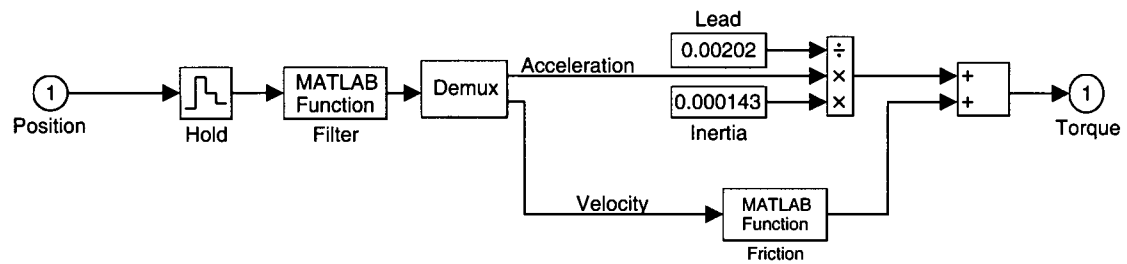 Lead
0.00202
÷
Acceleration
×
×
+
+
1
Position
Hold
MATLAB
Function
Filter
Demux
0.000143
Inertia
1
Torque
Velocity
MATLAB
Function
Friction